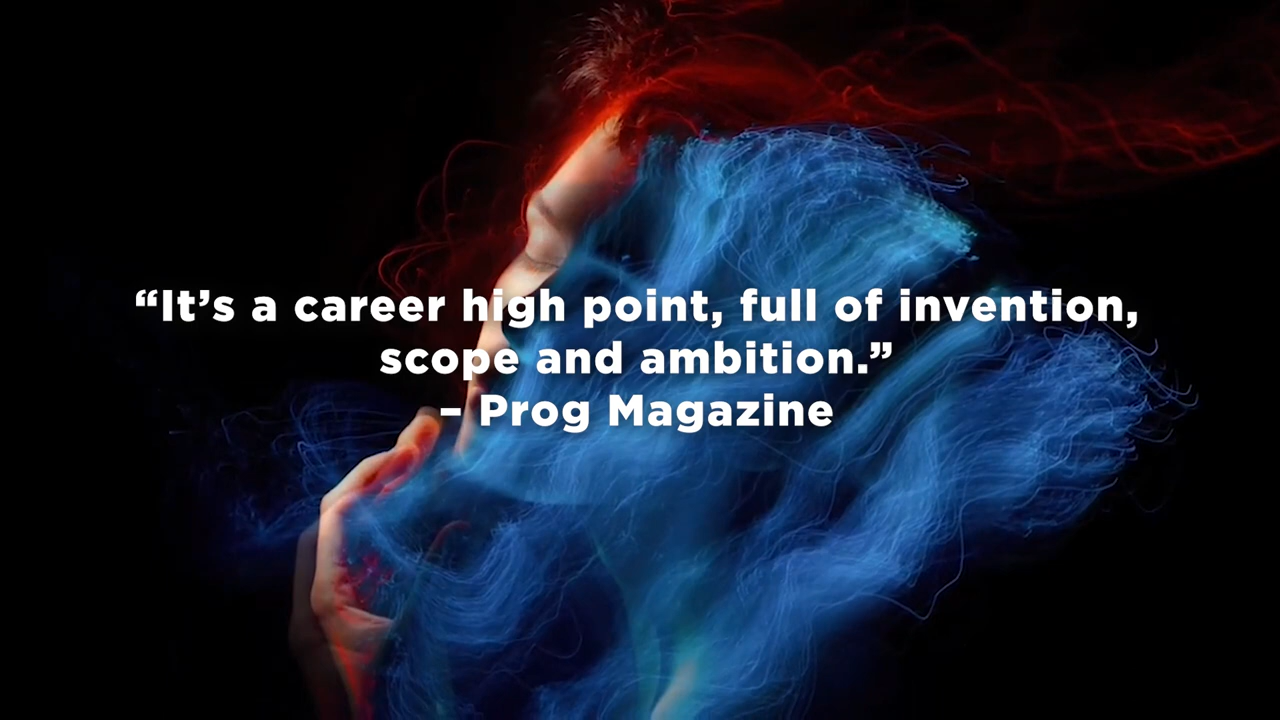 “It’s a career high point, full of invention,
scope and ambition.”
– Prog Magazine